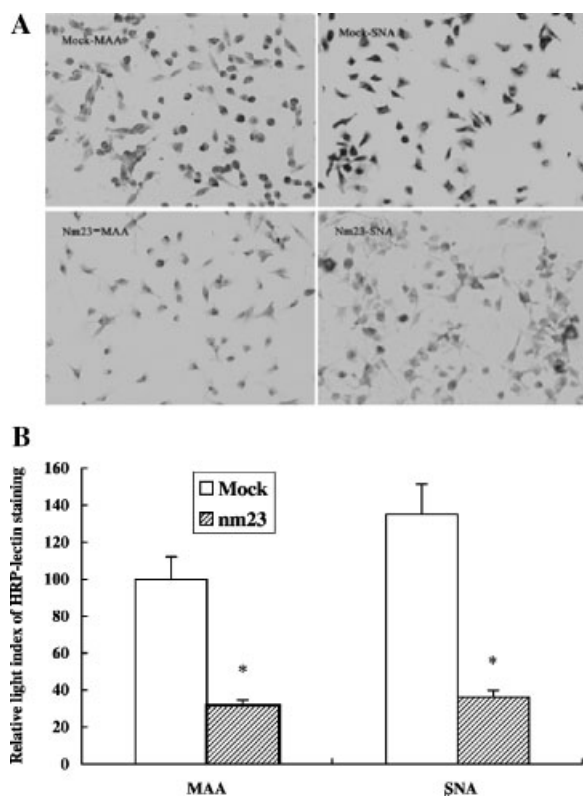 A
Mock-MAA
Mock-SNA
Nm23-MAA
Nm23-SNA
B
Relative light index of HRP-lectin staining
160
140
120
100
80
60
40
20
0
Mock
nm23
*
*
MAA
SNA